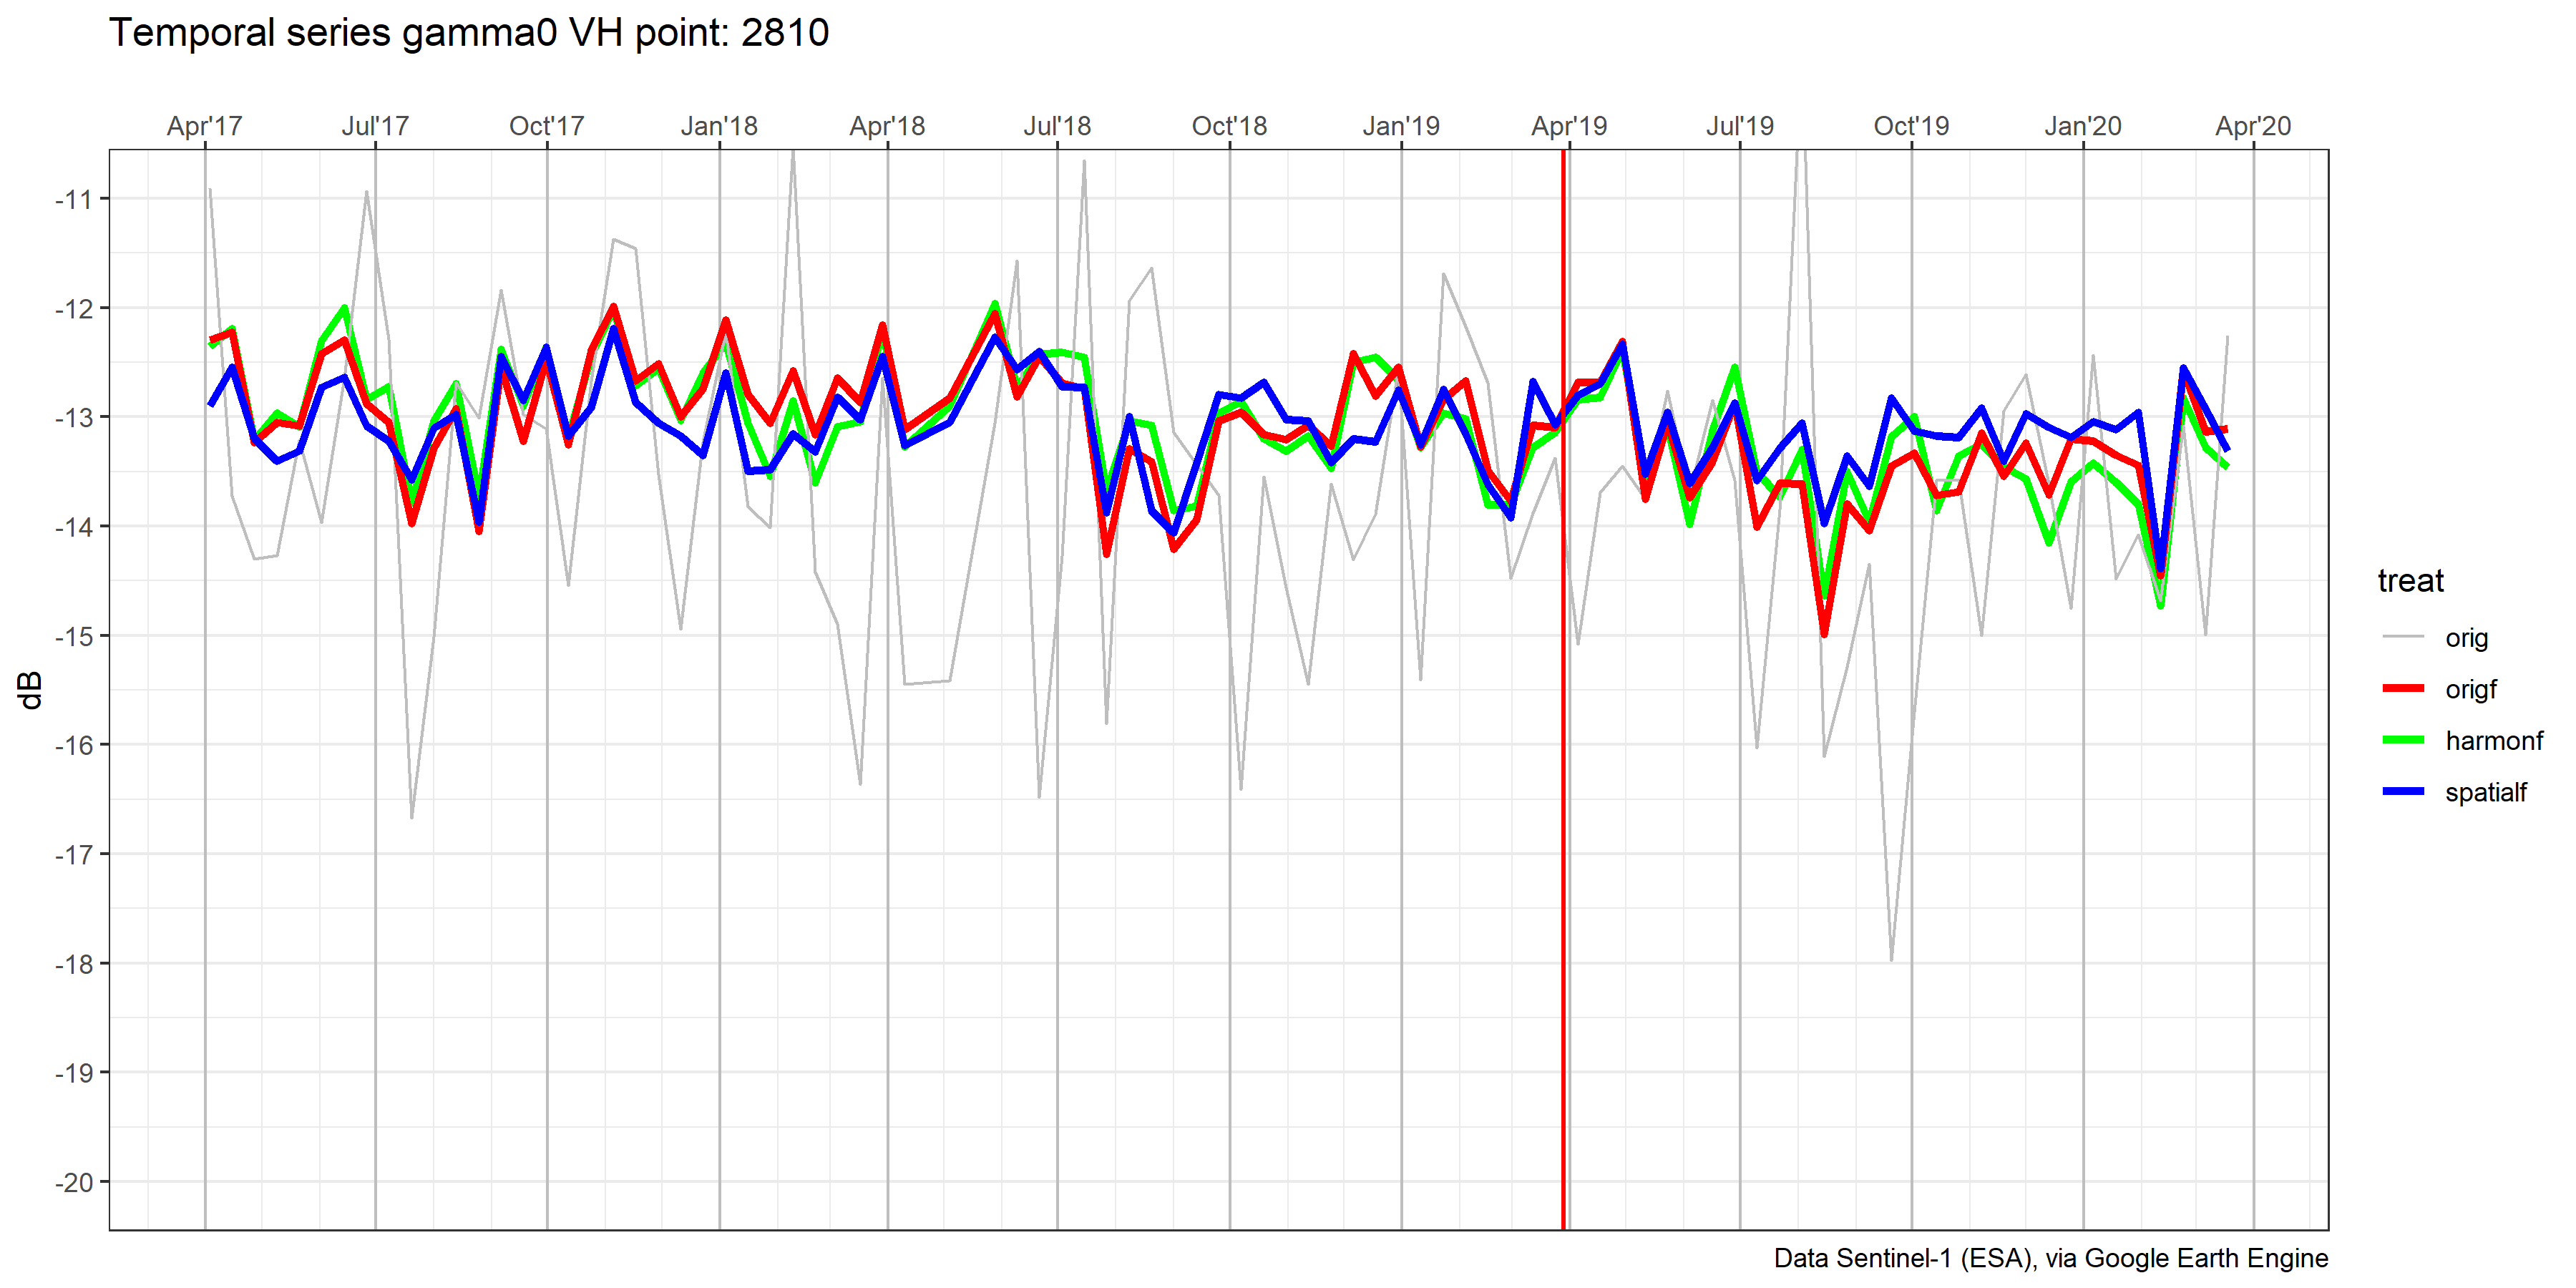 Temporal series gamma0 VH point: 2810
Apr'17 Jul'17 Oct'17 Jan'18 Apr'18 Jul'18 Oct'18 Jan'19 Apr'19 Jul'19 Oct'19 Jan'20 Apr'20
-11
-12
-13
-14
-15
-16
-17
-18
-19
-20
dB
treat
orig
origf
harmonf
spatialf
Data Sentinel-1 (ESA), via Google Earth Engine